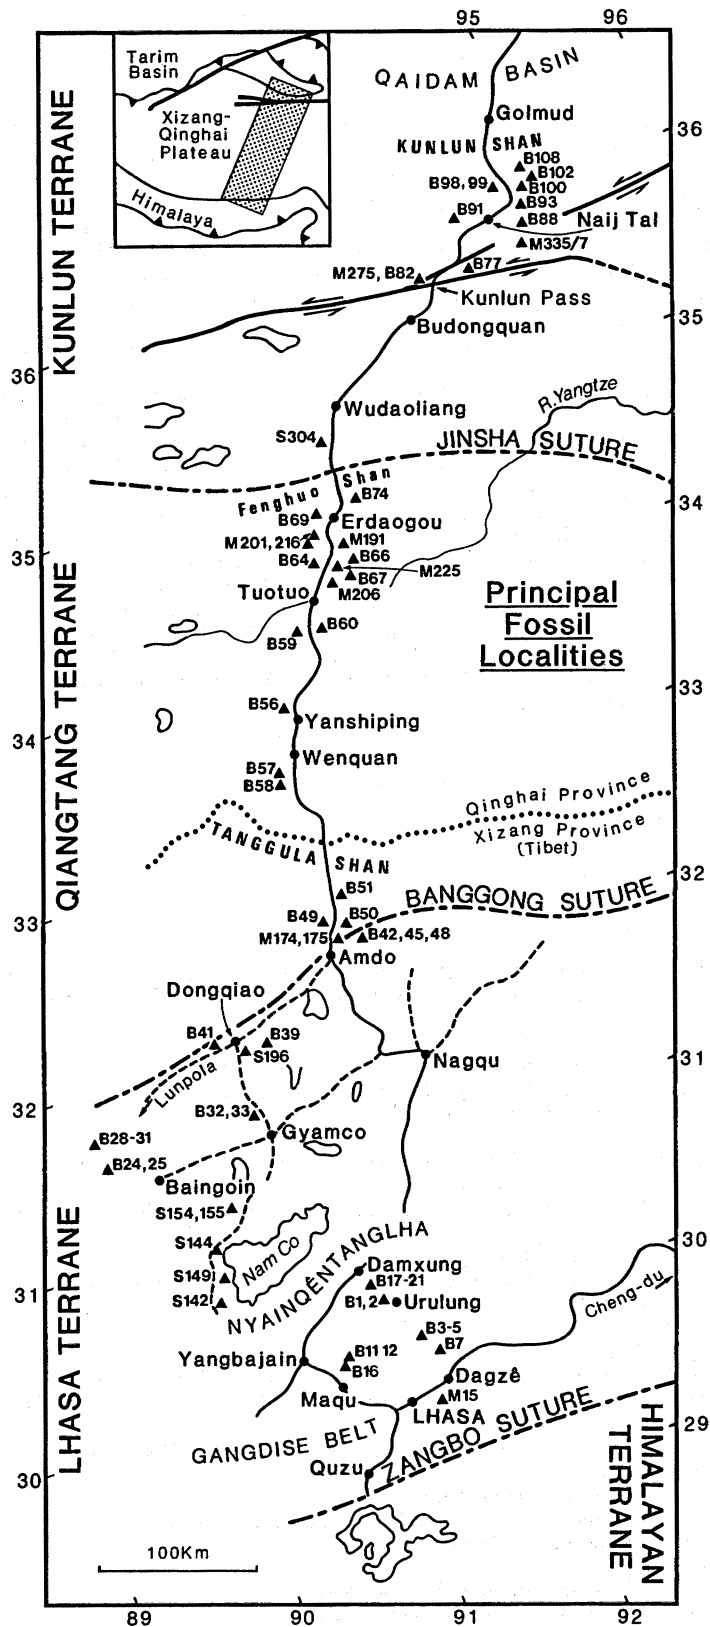 95
96
Tarim
Basin
Xizang-
Qinghai
Plateau
Himalaya
QAIDAM BASIN
Golmud
36
KUNLUN SHAN
B108
B102
B98, 99
B100
B93
B91
B88
Naij Tal
M335/7
M275, B82
B77
Kunlun Pass
35
Budongquan
KUNLUN TERRANE
36
R. Yangtze
Wudaoliang
S304
JINSHA SUTURE
Fenghuo Shan
B74
34
B69
Erdaogou
M201, 216
M191
35
B66
B64
B67
M225
M206
Tuotuo
Principal
Fossil
Localities
B60
B59
QIANGTANG TERRANE
33
B56
Yanshiping
34
Wenquan
B57
B58
Qinghai Province
Xizang Province
(Tibet)
TANGGULA SHAN
32
B51
BANGGONG SUTURE
B49
B50
33
M174, 175
B42, 45, 48
Amdo
Dongqiao
B41
B39
S196
31
Nagqu
Lunpola
32
B32, 33
Gyamco
B28-31
B24, 25
Baingoin
S154, 155
30
S144
Nam Co
NYAINQÊNTANGLHA
S149
Damxung
B17-21
31
S142
B1, 2
Urulung
Cheng-du
B3-5
B7
LHASA TERRANE
Yangbajain
B11 12
B16
Dagzê
Maqu
M15
LHASA
29
GANGDISE BELT
ZANGBO SUTURE
HIMALAYAN
TERRANE
30
Quzu
100Km
89
90
91
92